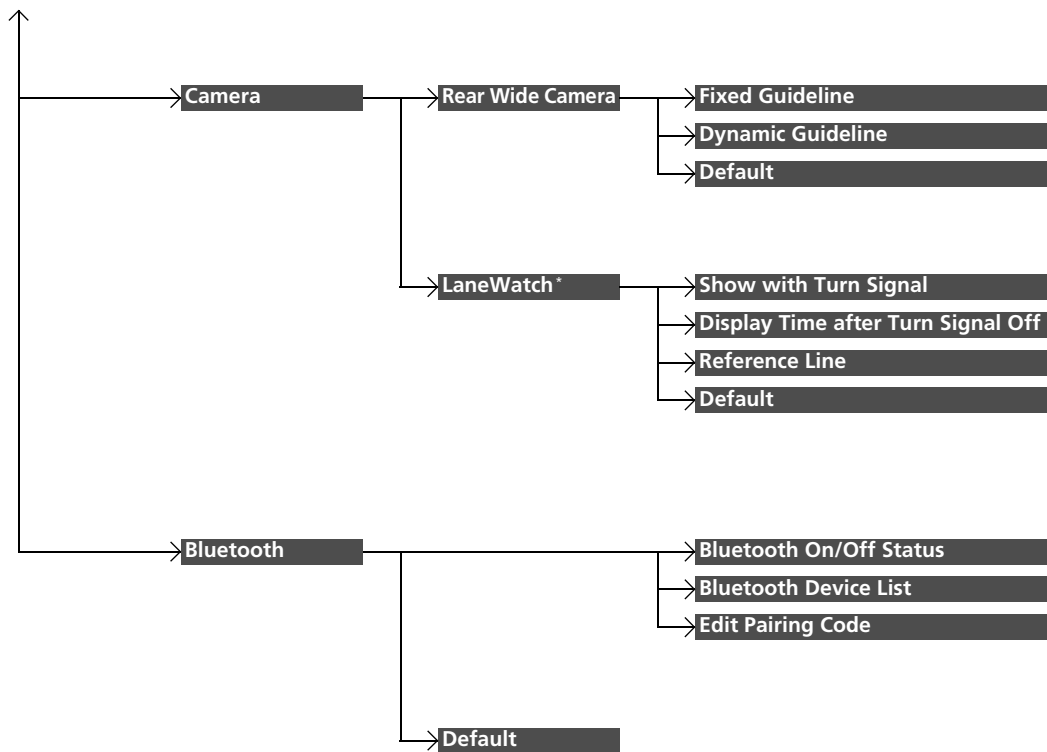 Camera
Rear Wide Camera
Fixed Guideline
Dynamic Guideline
Default
LaneWatch*
Show with Turn Signal
Display Time after Turn Signal Off
Reference Line
Default
Bluetooth
Bluetooth On/Off Status
Bluetooth Device List
Edit Pairing Code
Default